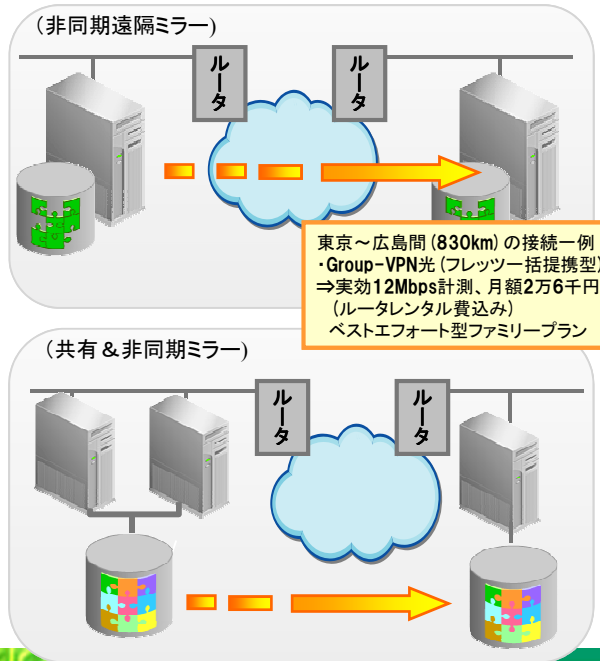 （非同期遠隔ミラー)
ルータ
ルータ
東京～広島間(830km)の接続一例
・Group-VPN光(フレッツ一括提携型)
⇒実効12Mbps計測、月額2万6千円
(ルータレンタル費込み)
ベストエフォート型ファミリープラン
（共有＆非同期ミラー)
ルータ
ルータ